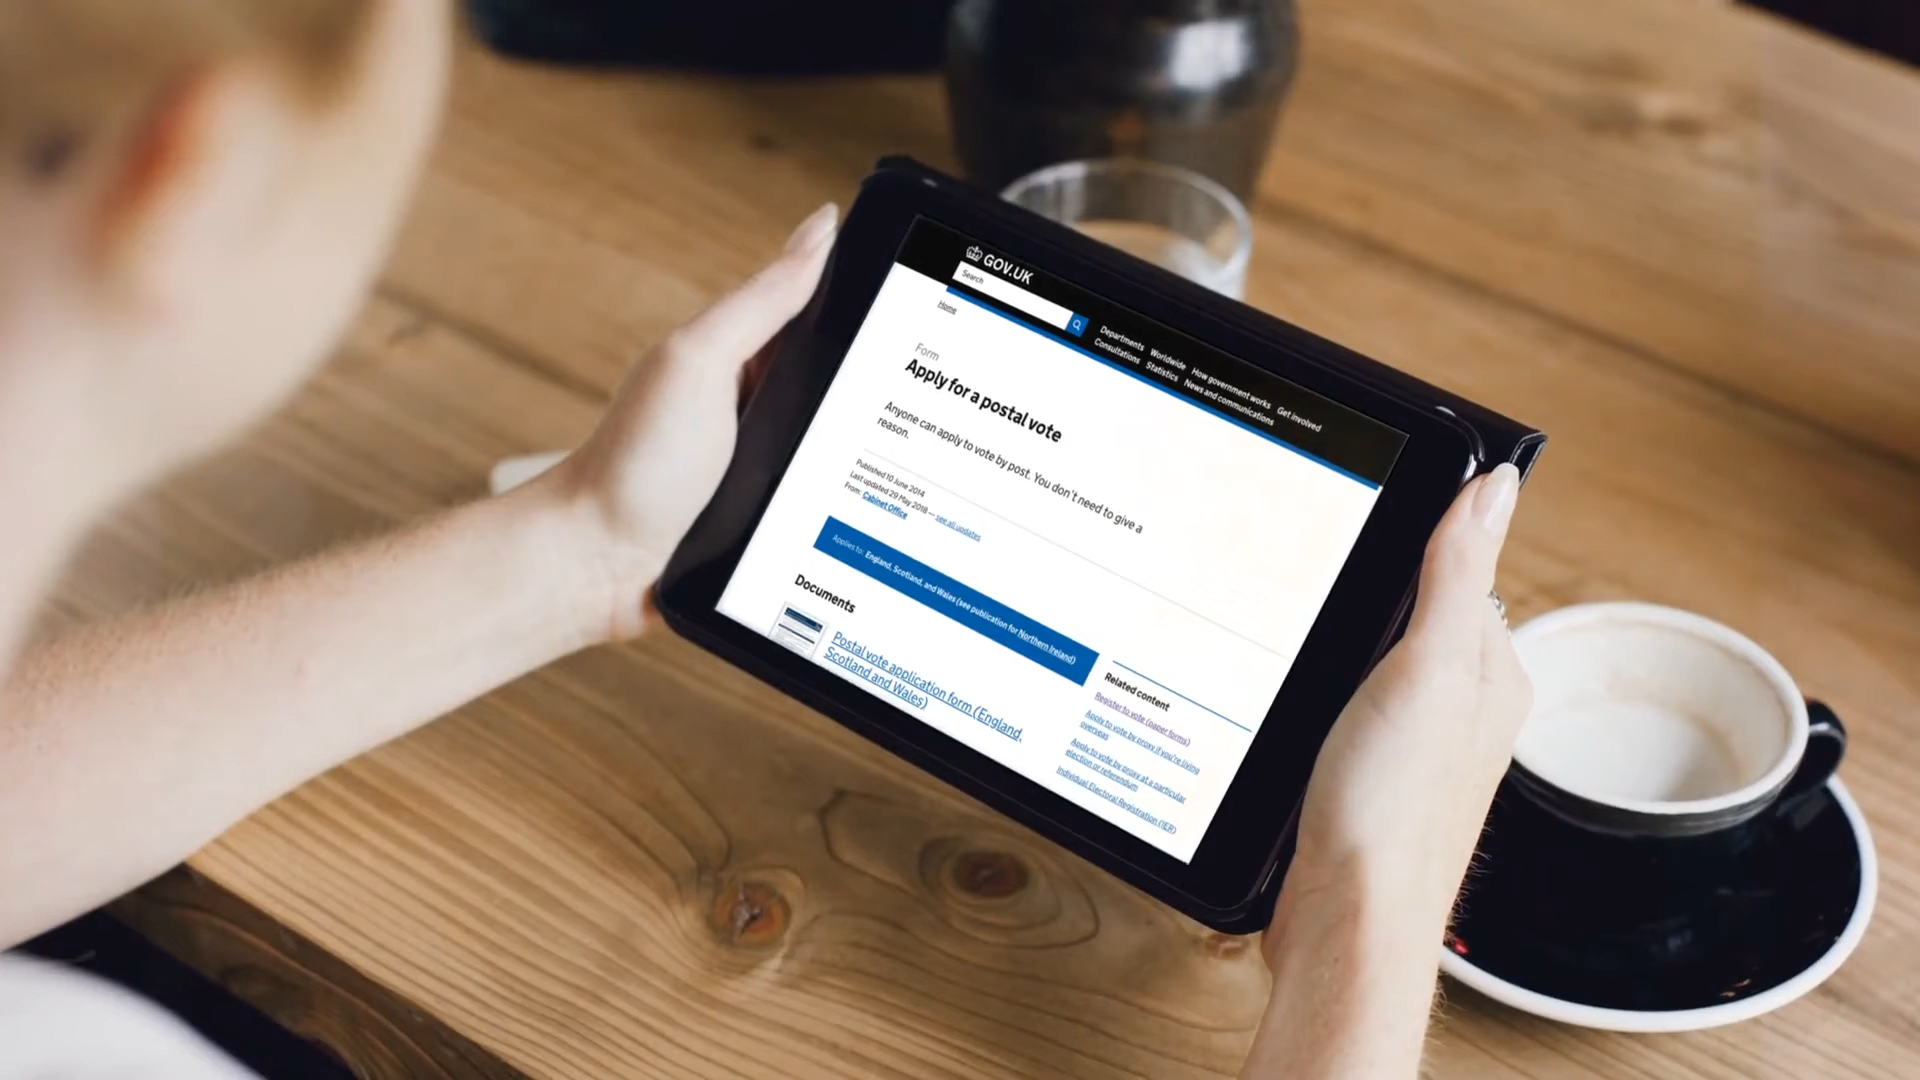 GOV.UK
Search
Departments Worldwide How government works Get involved
Consultations Statistics News and communications
Home
Form
Apply for a postal vote
Anyone can apply to vote by post. You don't need to give a
reason.
Published 10 June 2014
Last updated 29 May 2018 — see all updates
From: Cabinet Office
Applies to: England, Scotland, and Wales (see publication for Northern Ireland)
Documents
Postal vote application form (England,
Scotland and Wales)
Related content
Register to vote (paper forms)
Apply to vote by proxy if you're living
overseas
Apply to vote by proxy at a particular
election or referendum
Individual Electoral Registration (IER)